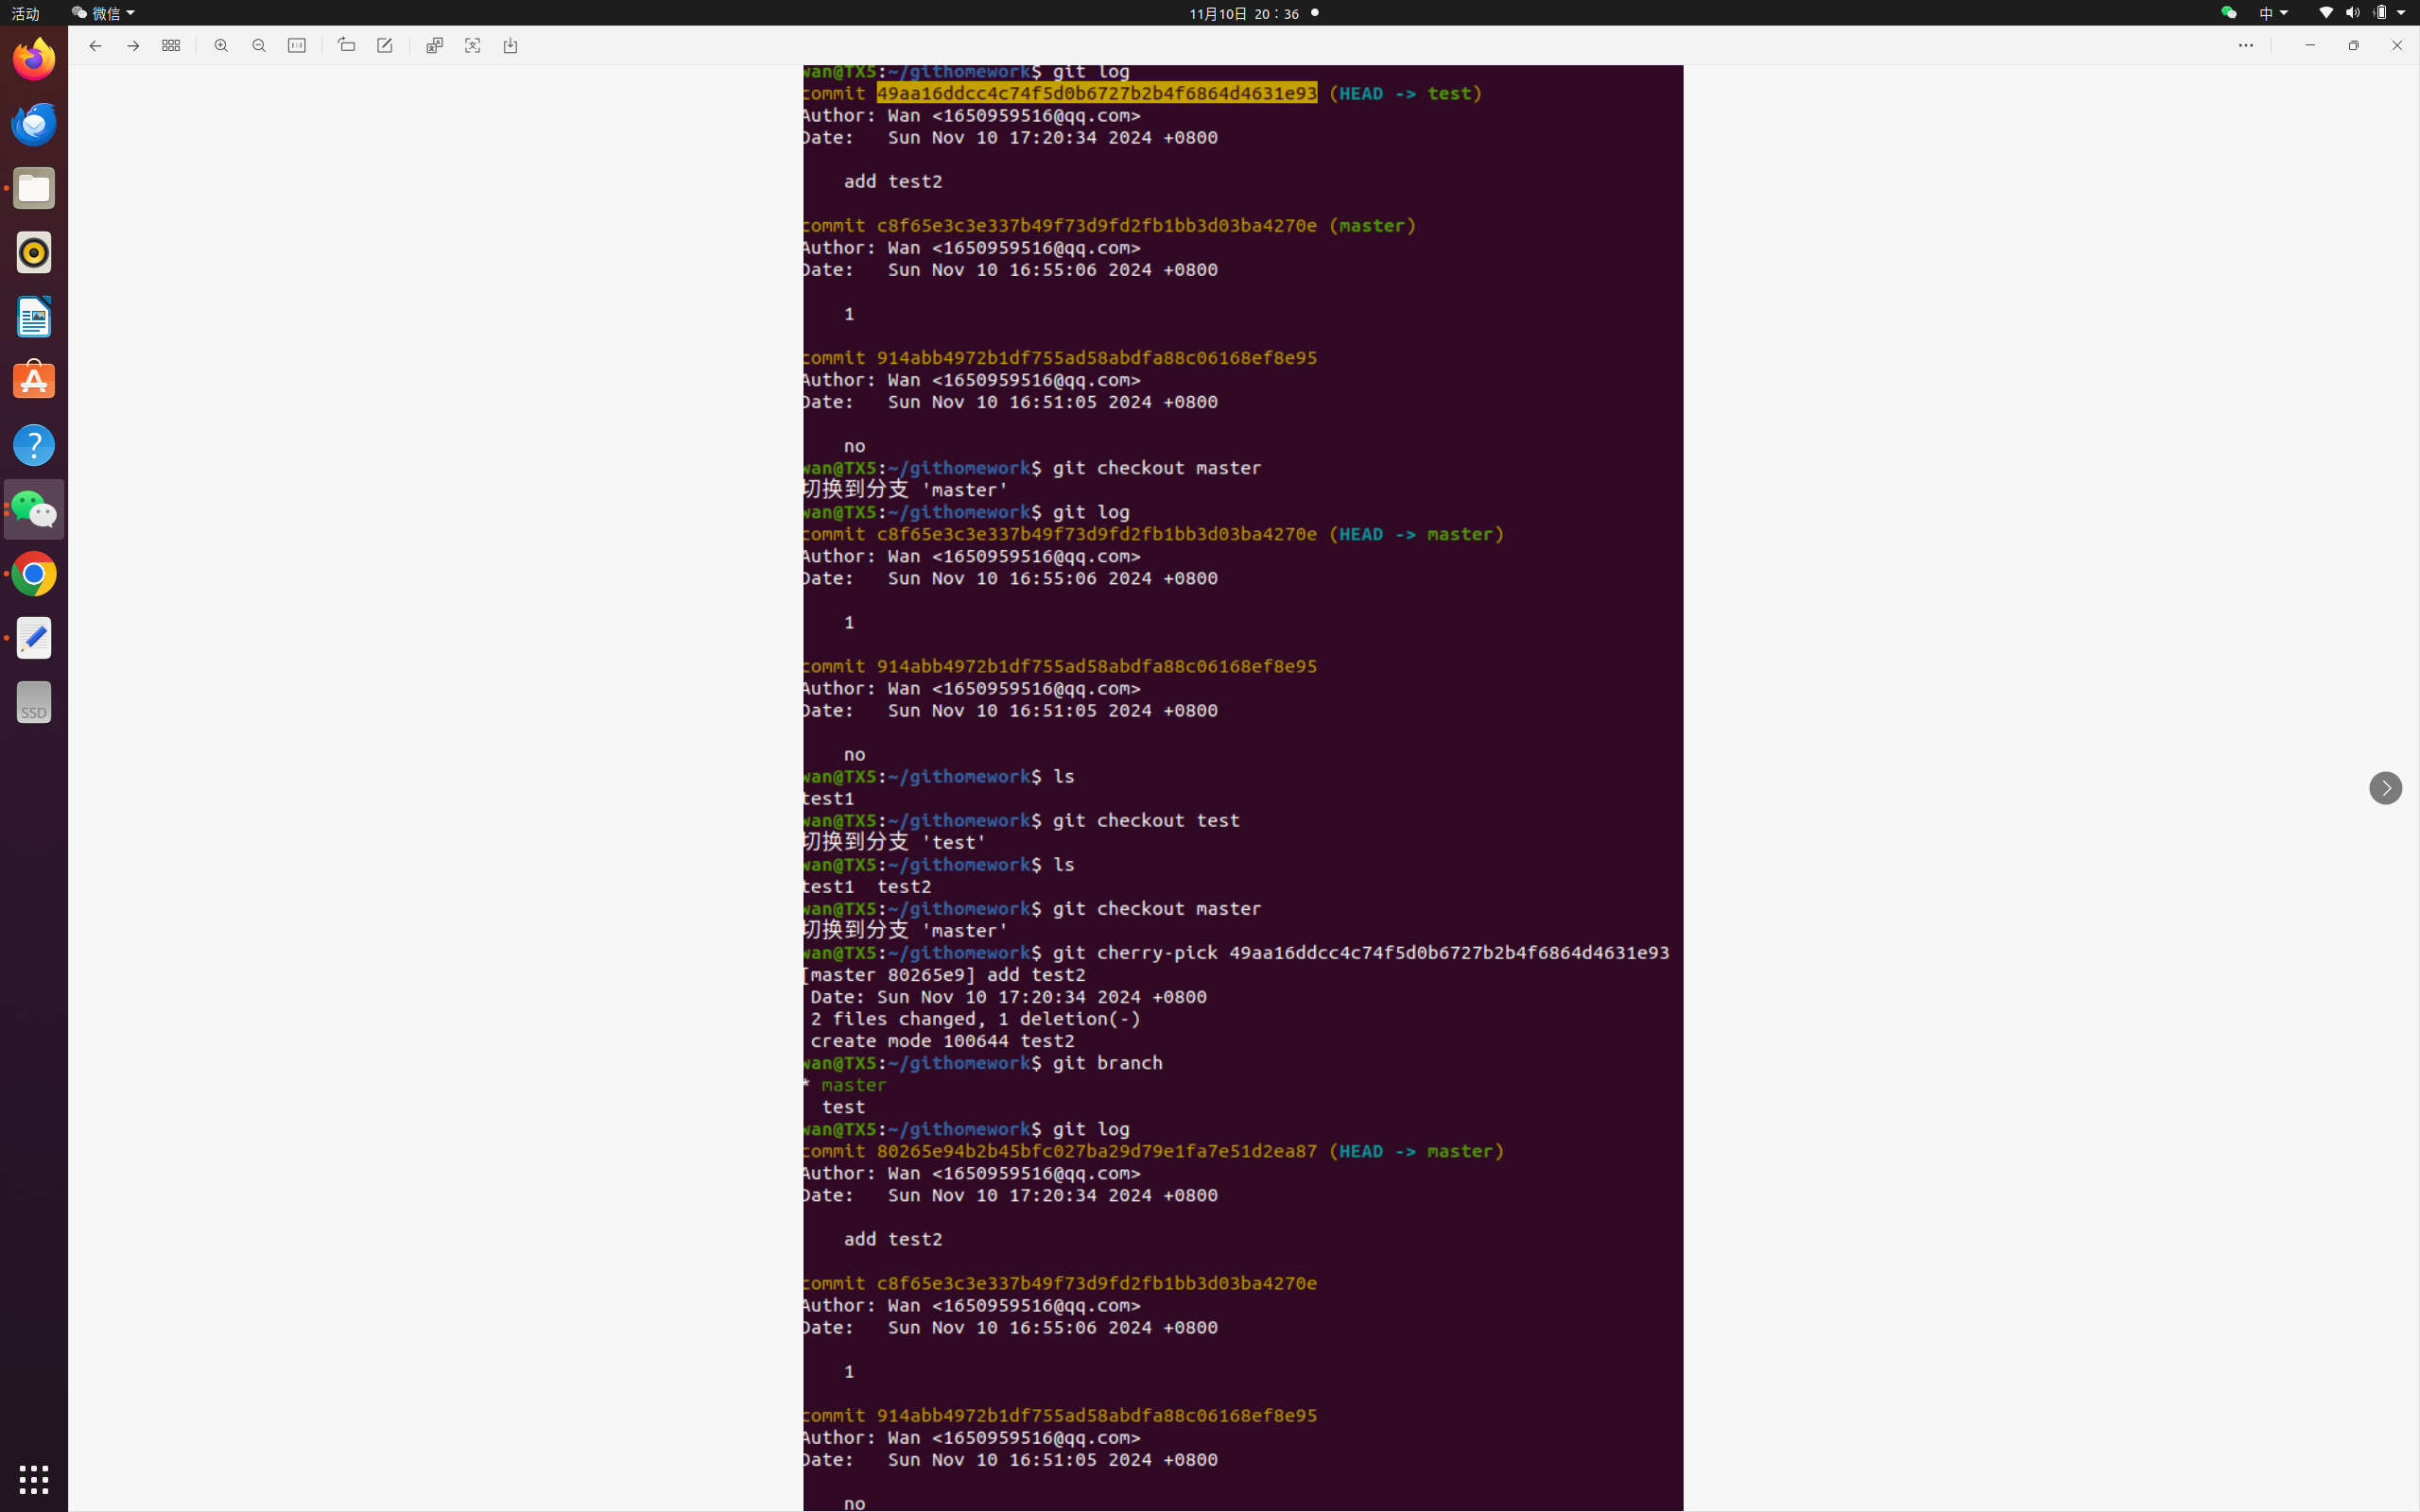 活动 微信 11月10日 20：36 中
wan@TX5:~/githomework$ git log
commit 49aa16ddcc4c74f5d0b6727b2b4f6864d4631e93 (HEAD -> test)
Author: Wan <1650959516@qq.com>
Date:   Sun Nov 10 17:20:34 2024 +0800
add test2
commit c8f65e3c3e337b49f73d9fd2fb1bb3d03ba4270e (master)
Author: Wan <1650959516@qq.com>
Date:   Sun Nov 10 16:55:06 2024 +0800
1
commit 914abb4972b1df755ad58abdfa88c06168ef8e95
Author: Wan <1650959516@qq.com>
Date:   Sun Nov 10 16:51:05 2024 +0800
no
wan@TX5:~/githomework$ git checkout master
切换到分支 'master'
wan@TX5:~/githomework$ git log
commit c8f65e3c3e337b49f73d9fd2fb1bb3d03ba4270e (HEAD -> master)
Author: Wan <1650959516@qq.com>
Date:   Sun Nov 10 16:55:06 2024 +0800
1
commit 914abb4972b1df755ad58abdfa88c06168ef8e95
Author: Wan <1650959516@qq.com>
Date:   Sun Nov 10 16:51:05 2024 +0800
no
wan@TX5:~/githomework$ ls
test1
wan@TX5:~/githomework$ git checkout test
切换到分支 'test'
wan@TX5:~/githomework$ ls
test1  test2
wan@TX5:~/githomework$ git checkout master
切换到分支 'master'
wan@TX5:~/githomework$ git cherry-pick 49aa16ddcc4c74f5d0b6727b2b4f6864d4631e93
[master 80265e9] add test2
Date: Sun Nov 10 17:20:34 2024 +0800
2 files changed, 1 deletion(-)
create mode 100644 test2
wan@TX5:~/githomework$ git branch
* master
test
wan@TX5:~/githomework$ git log
commit 80265e94b2b45bfc027ba29d79e1fa7e51d2ea87 (HEAD -> master)
Author: Wan <1650959516@qq.com>
Date:   Sun Nov 10 17:20:34 2024 +0800
add test2
commit c8f65e3c3e337b49f73d9fd2fb1bb3d03ba4270e
Author: Wan <1650959516@qq.com>
Date:   Sun Nov 10 16:55:06 2024 +0800
1
commit 914abb4972b1df755ad58abdfa88c06168ef8e95
Author: Wan <1650959516@qq.com>
Date:   Sun Nov 10 16:51:05 2024 +0800
no
SSD